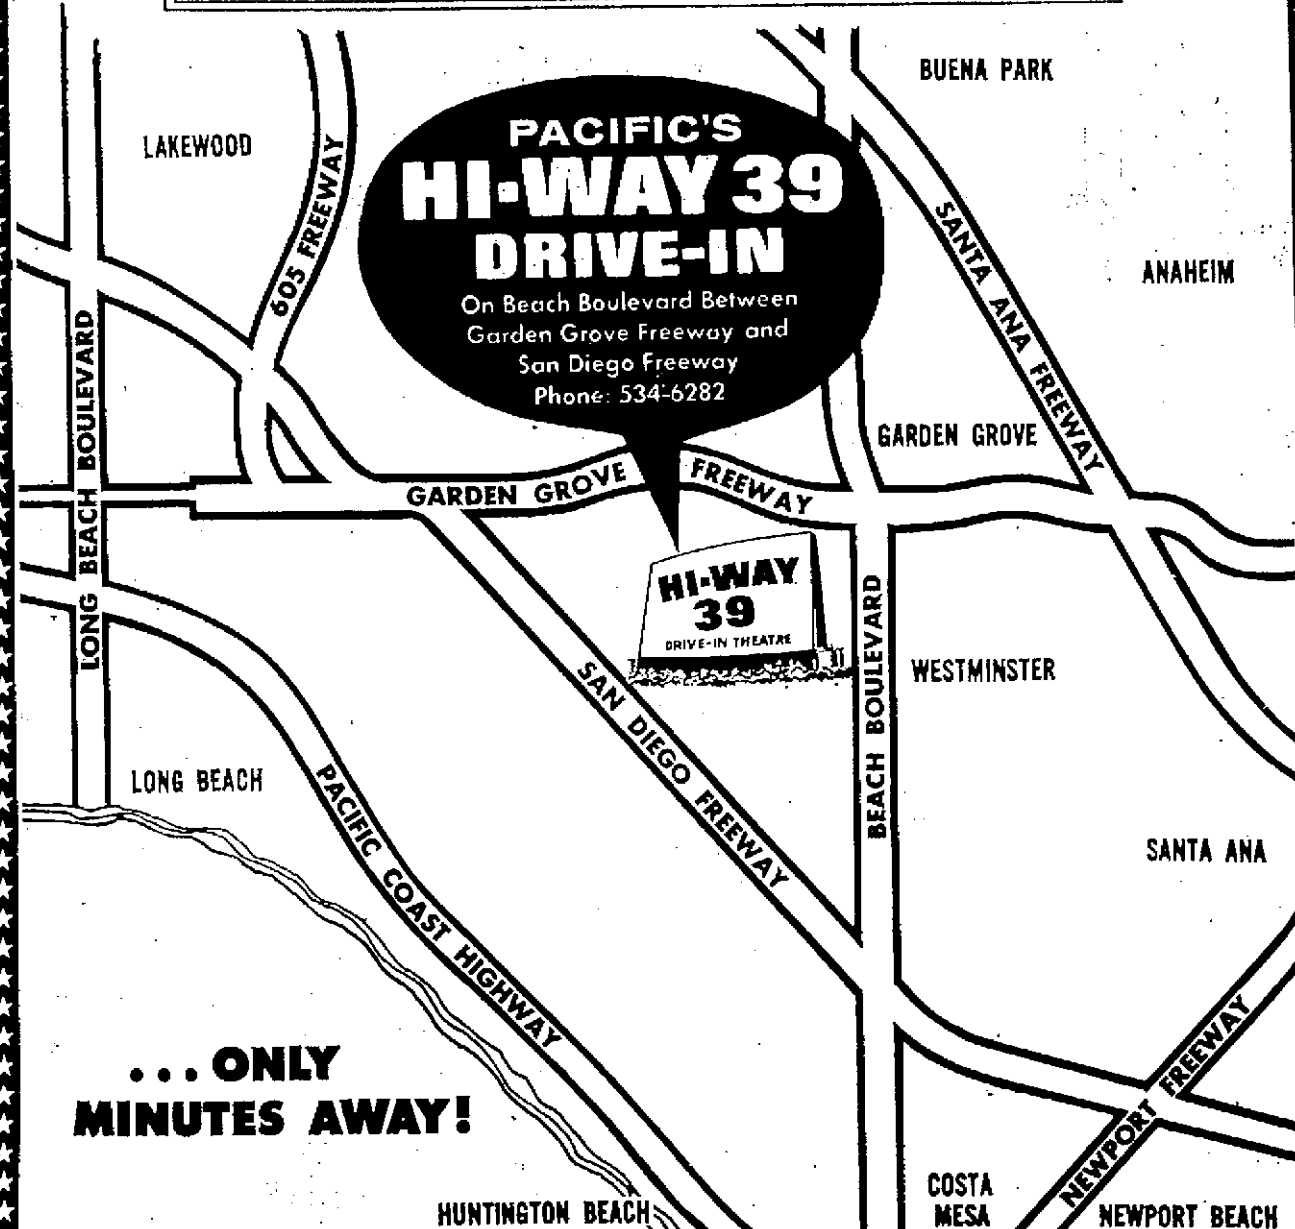 BUENA PARK
LAKEWOOD
PACIFIC'S
HI-WAY 39
DRIVE-IN
On Beach Boulevard Between
Garden Grove Freeway and
San Diego Freeway
Phone: 534-6282
605 FREEWAY
SANTA ANA FREEWAY
ANAHEIM
LONG BEACH BOULEVARD
GARDEN GROVE
GARDEN GROVE FREEWAY
HI-WAY
39
DRIVE-IN THEATRE
BEACH BOULEVARD
WESTMINSTER
SAN DIEGO FREEWAY
LONG BEACH
PACIFIC COAST HIGHWAY
SANTA ANA
...ONLY
MINUTES AWAY!
NEWPORT FREEWAY
HUNTINGTON BEACH
COSTA
MESA
NEWPORT BEACH